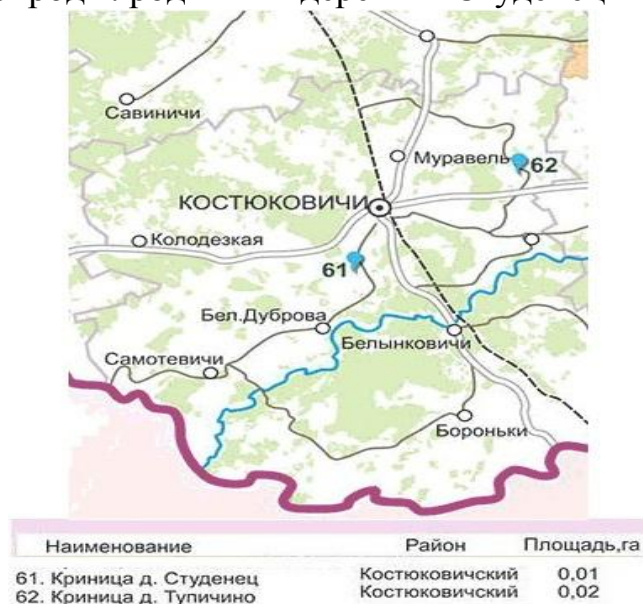 Савиничи
Муравель
62
КОСТЮКОВИЧИ
Колодезкая
61
Бел.Дуброва
Белынковичи
Самотевичи
Бороньки
Наименование Район Площадь,га
61. Криница д. Студенец Костюковичский 0,01
62. Криница д. Тупичино Костюковичский 0,02